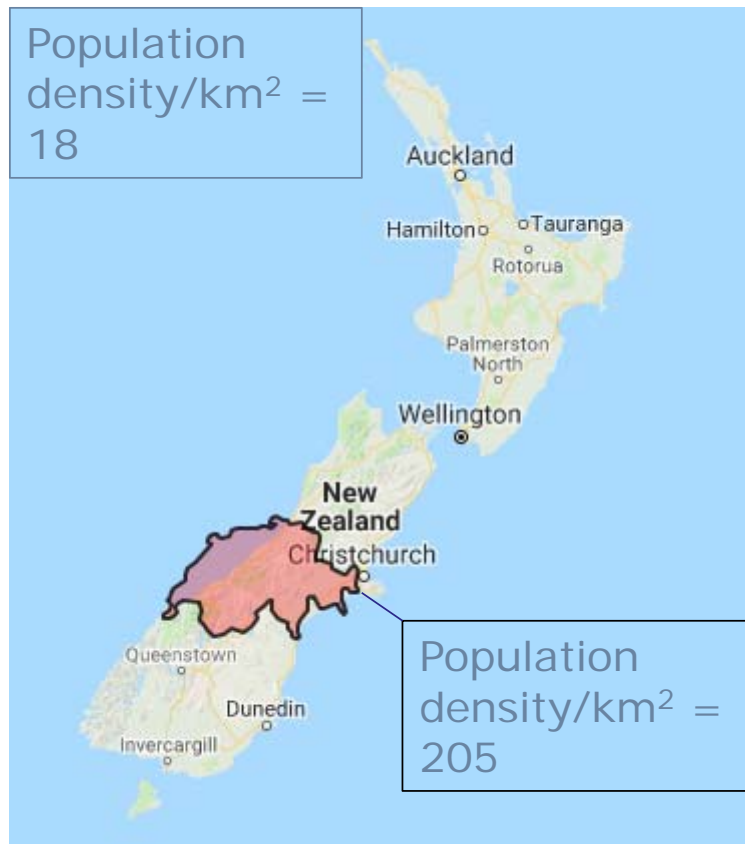 Population
density/km² =
18
Auckland
Hamilton
Tauranga
Rotorua
Palmerston
North
Wellington
New
Zealand
Christchurch
Queenstown
Dunedin
Invercargill
Population
density/km² =
205